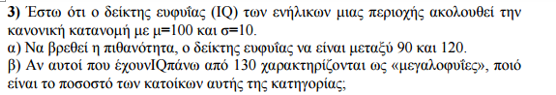 3) Έστω ότι ο δείκτης ευφυΐας (IQ) των ενήλικων μιας περιοχής ακολουθεί την
κανονική κατανομή με μ=100 και σ=10.
α) Να βρεθεί η πιθανότητα, ο δείκτης ευφυΐας να είναι μεταξύ 90 και 120.
β) Αν αυτοί που έχουνIQπάνω από 130 χαρακτηρίζονται ως «μεγαλοφυΐες», ποιό
είναι το ποσοστό των κατοίκων αυτής της κατηγορίας;